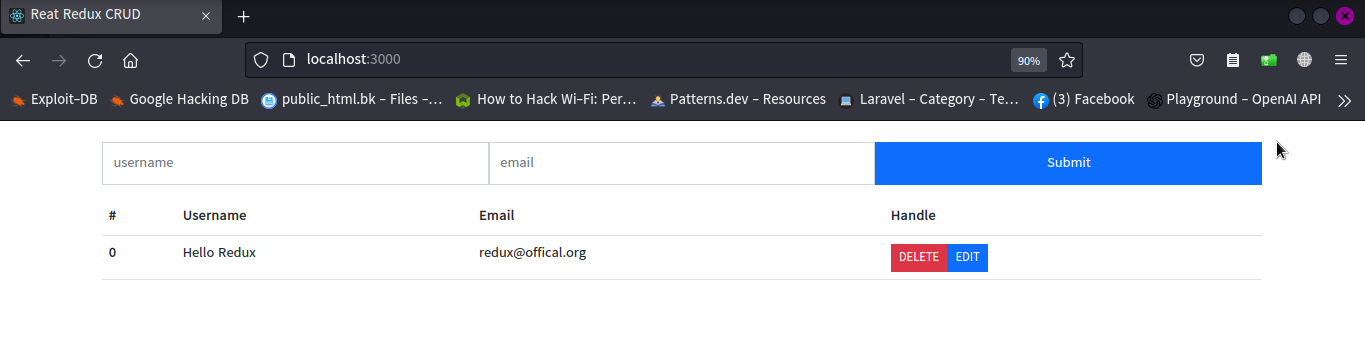 Reat Redux CRUD
localhost:3000 90%
Exploit-DB Google Hacking DB public_html.bk – Files –… How to Hack Wi-Fi: Per… Patterns.dev – Resources Laravel – Category – Te… (3) Facebook Playground – OpenAI API
username email Submit
# Username Email Handle
0 Hello Redux redux@offical.org DELETE EDIT